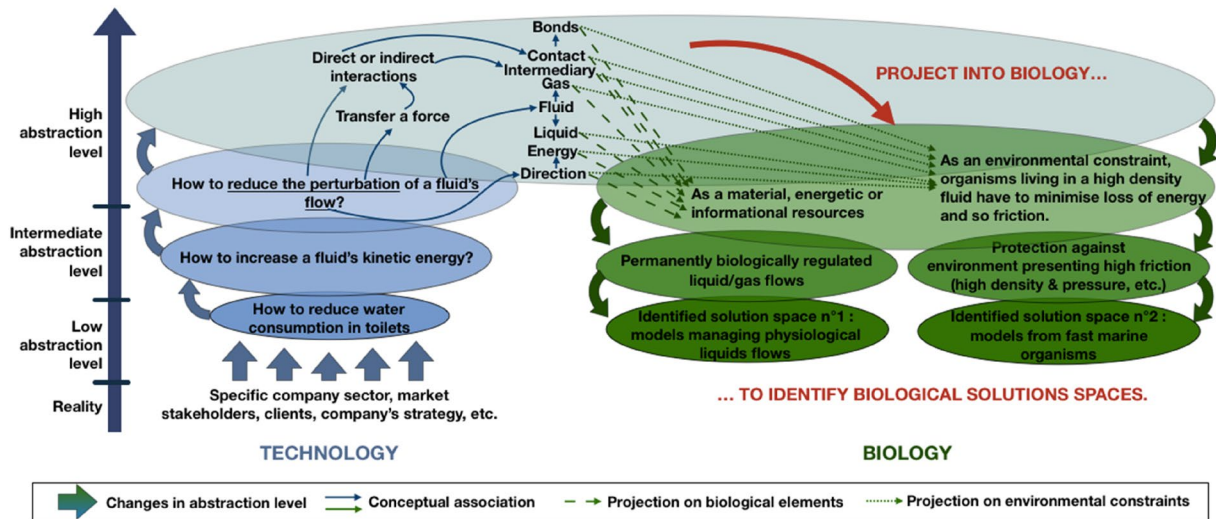 Bonds
Direct or indirect
interactions
Contact
Intermediary
Gas
PROJECT INTO BIOLOGY...
High
abstraction
level
Transfer a force
Fluid
Liquid
Energy
Direction
How to reduce the perturbation of a fluid's
flow?
As a material, energetic or
informational resources
As an environmental constraint,
organisms living in a high density
fluid have to minimise loss of energy
and so friction.
Intermediate
abstraction
level
How to increase a fluid's kinetic energy?
Permanently biologically regulated
liquid/gas flows
Protection against
environment presenting high friction
(high density & pressure, etc.)
Low
abstraction
level
How to reduce water
consumption in toilets
Identified solution space n°1 :
models managing physiological
liquids flows
Identified solution space n°2 :
models from fast marine
organisms
Reality
Specific company sector, market
stakeholders, clients, company's strategy, etc.
... TO IDENTIFY BIOLOGICAL SOLUTIONS SPACES.
TECHNOLOGY
BIOLOGY
Changes in abstraction level
Conceptual association
Projection on biological elements
Projection on environmental constraints